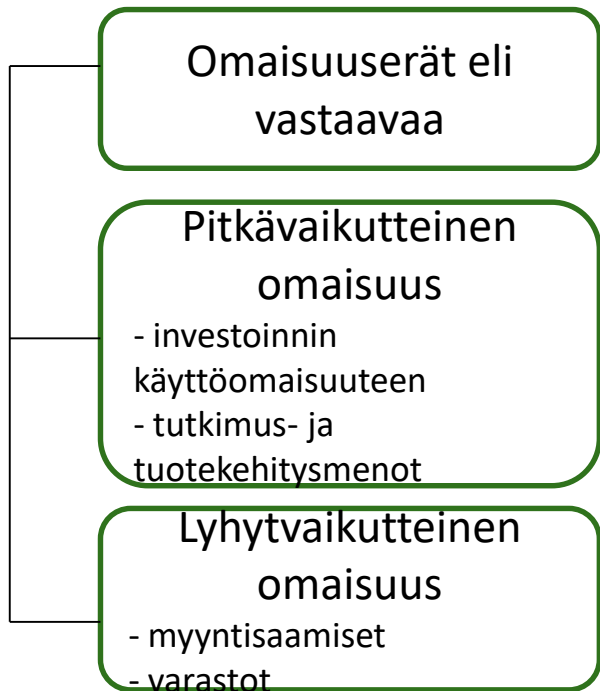 Omaisuuserät eli
vastaavaa
Pitkävaikutteinen
omaisuus
- investoinnin
käyttöomaisuuteen
- tutkimus- ja
tuotekehitysmenot
Lyhytvaikutteinen
omaisuus
- myyntisaamiset
- varastot